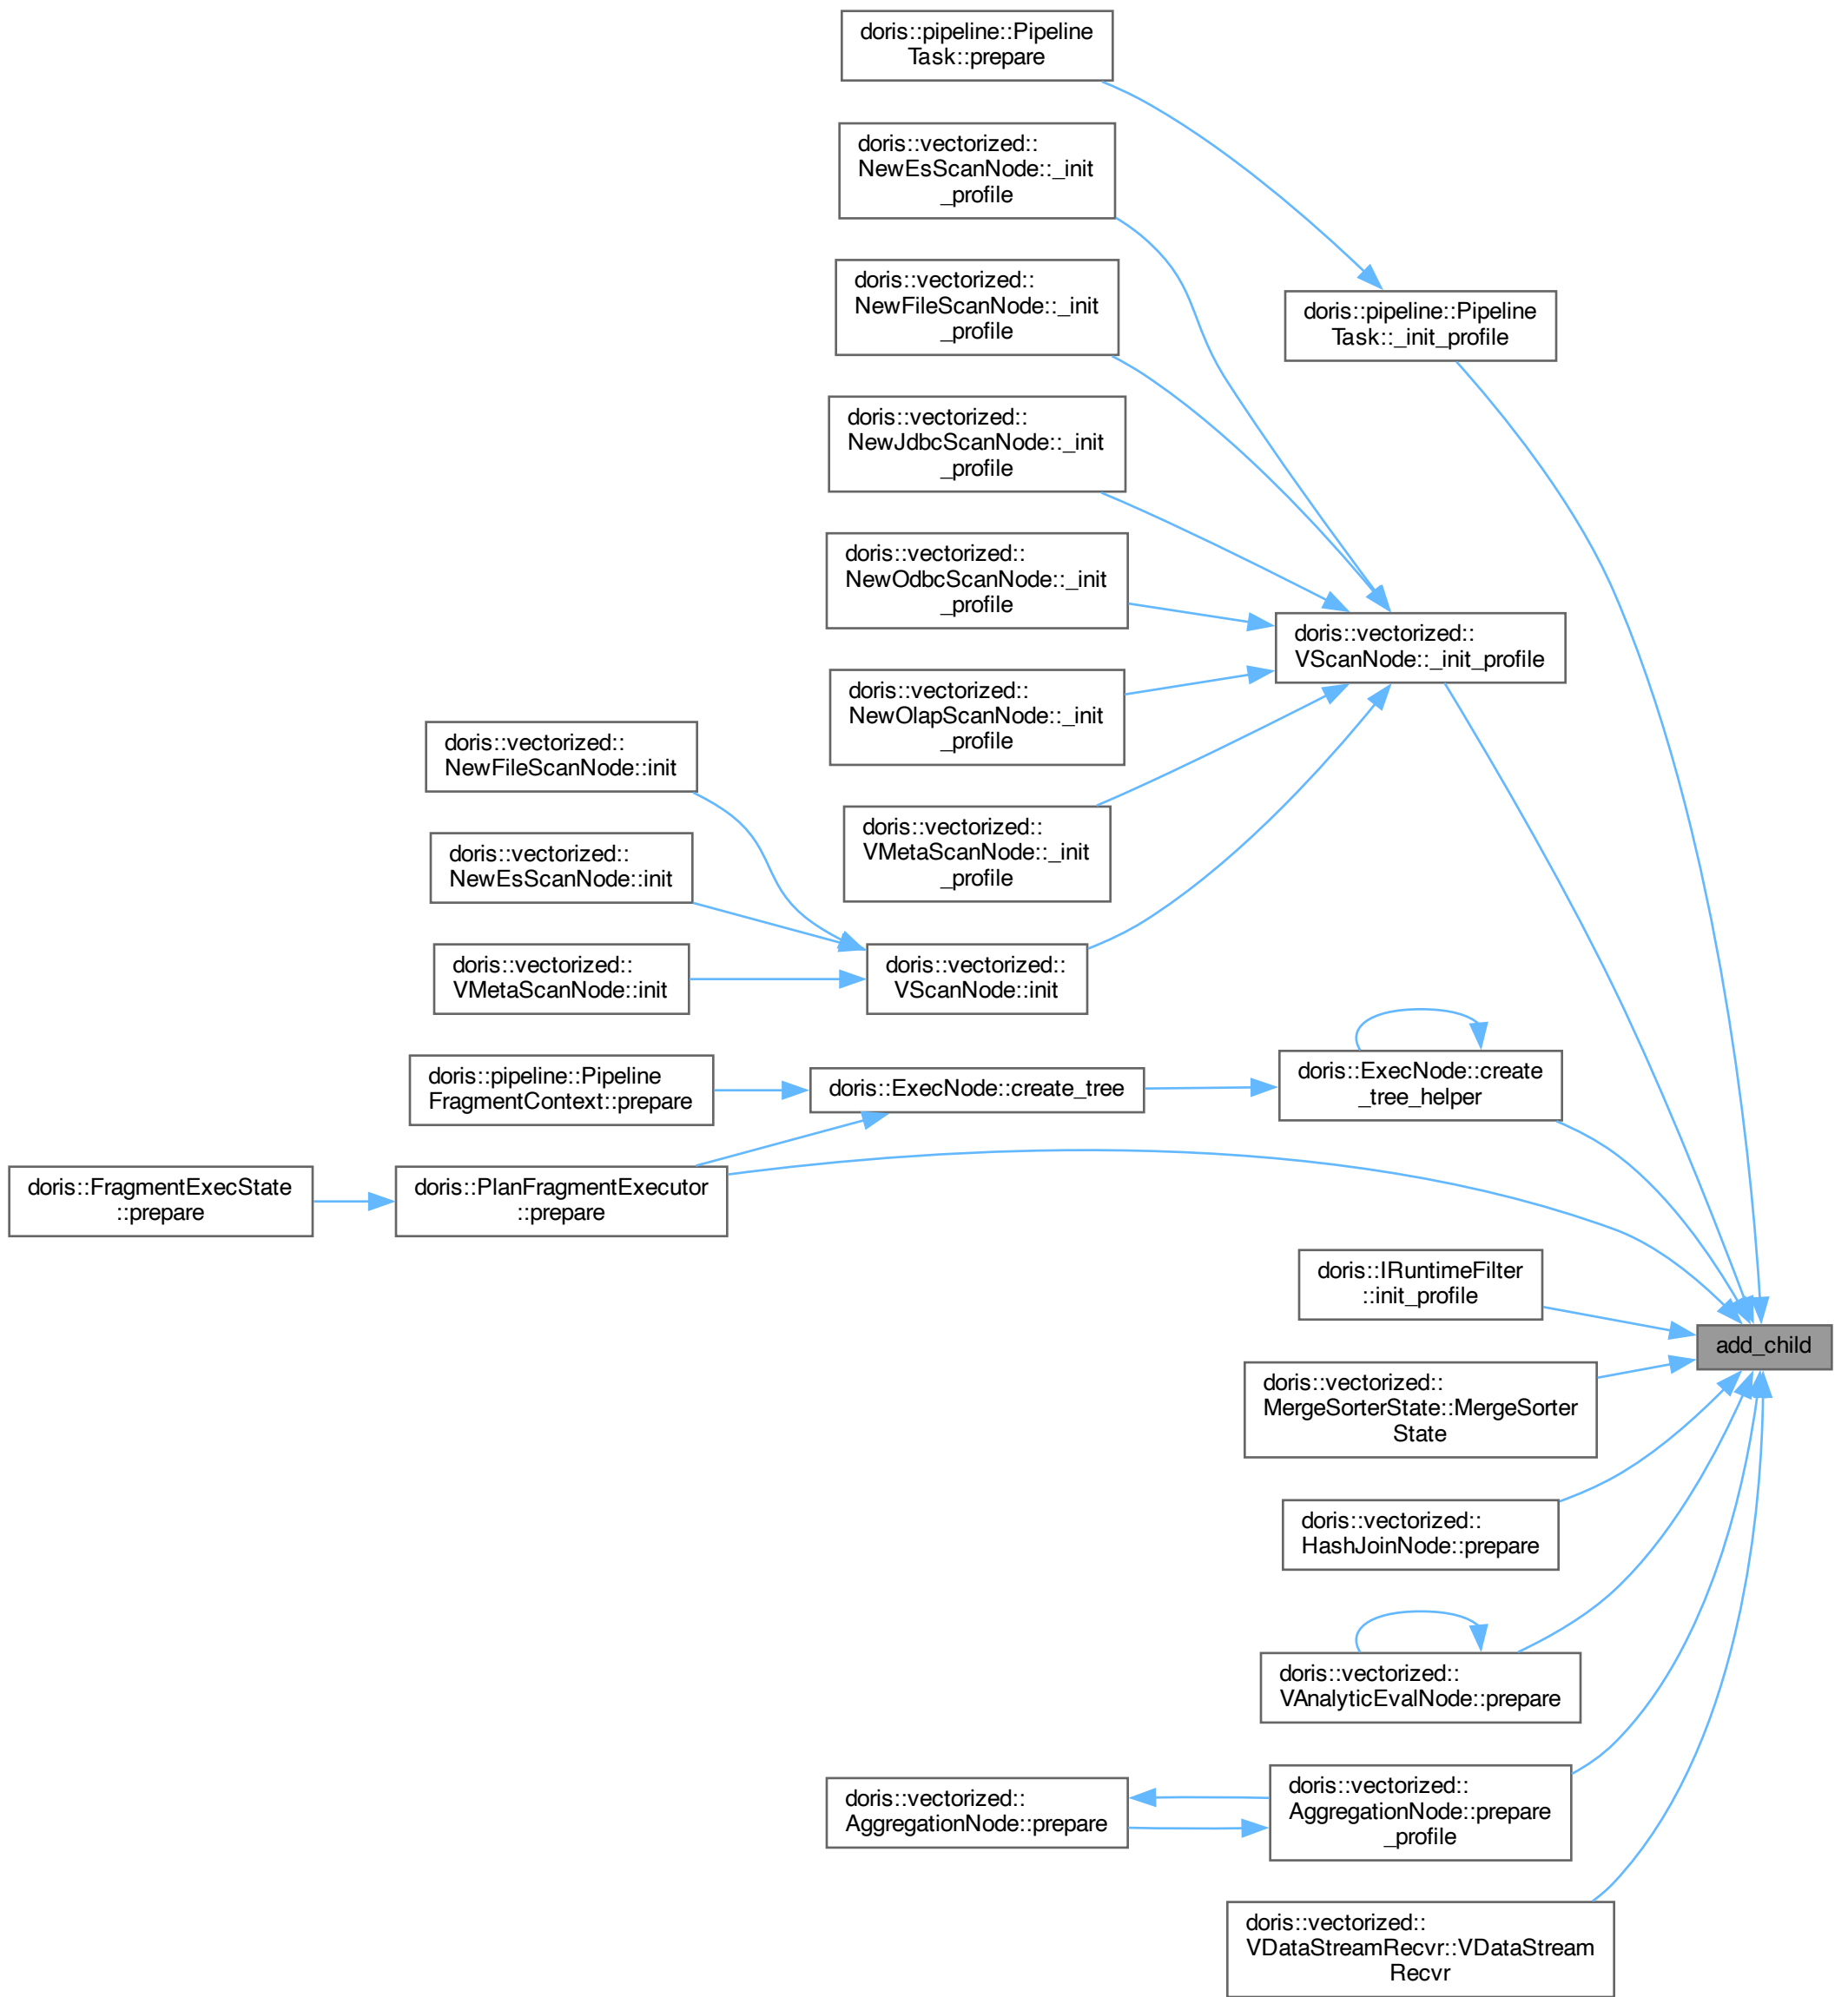 doris::pipeline::Pipeline
Task::prepare
doris::vectorized::
NewEsScanNode::_init
_profile
doris::vectorized::
NewFileScanNode::_init
_profile
doris::pipeline::Pipeline
Task::_init_profile
doris::vectorized::
NewJdbcScanNode::_init
_profile
doris::vectorized::
NewOdbcScanNode::_init
_profile
doris::vectorized::
VScanNode::_init_profile
doris::vectorized::
NewOlapScanNode::_init
_profile
doris::vectorized::
NewFileScanNode::init
doris::vectorized::
VMetaScanNode::_init
_profile
doris::vectorized::
NewEsScanNode::init
doris::vectorized::
VMetaScanNode::init
doris::vectorized::
VScanNode::init
doris::pipeline::Pipeline
FragmentContext::prepare
doris::ExecNode::create_tree
doris::ExecNode::create
_tree_helper
doris::FragmentExecState
::prepare
doris::PlanFragmentExecutor
::prepare
doris::IRuntimeFilter
::init_profile
add_child
doris::vectorized::
MergeSorterState::MergeSorter
State
doris::vectorized::
HashJoinNode::prepare
doris::vectorized::
VAnalyticEvalNode::prepare
doris::vectorized::
AggregationNode::prepare
doris::vectorized::
AggregationNode::prepare
_profile
doris::vectorized::
VDataStreamRecvr::VDataStream
Recvr